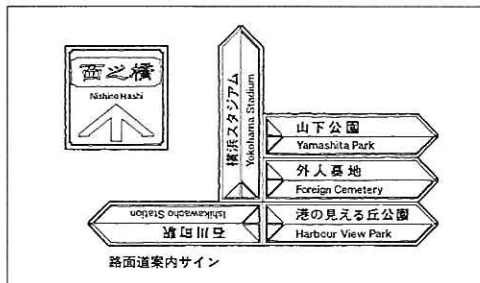 西之橋
Nishino Hashi
横浜スタジアム
Yokohama Stadium
山下公園
Yamashita Park
外人墓地
Foreign Cemetery
港の見える丘公園
Harbour View Park
石川町駅
Ishikawacho Station
路面道案内サイン